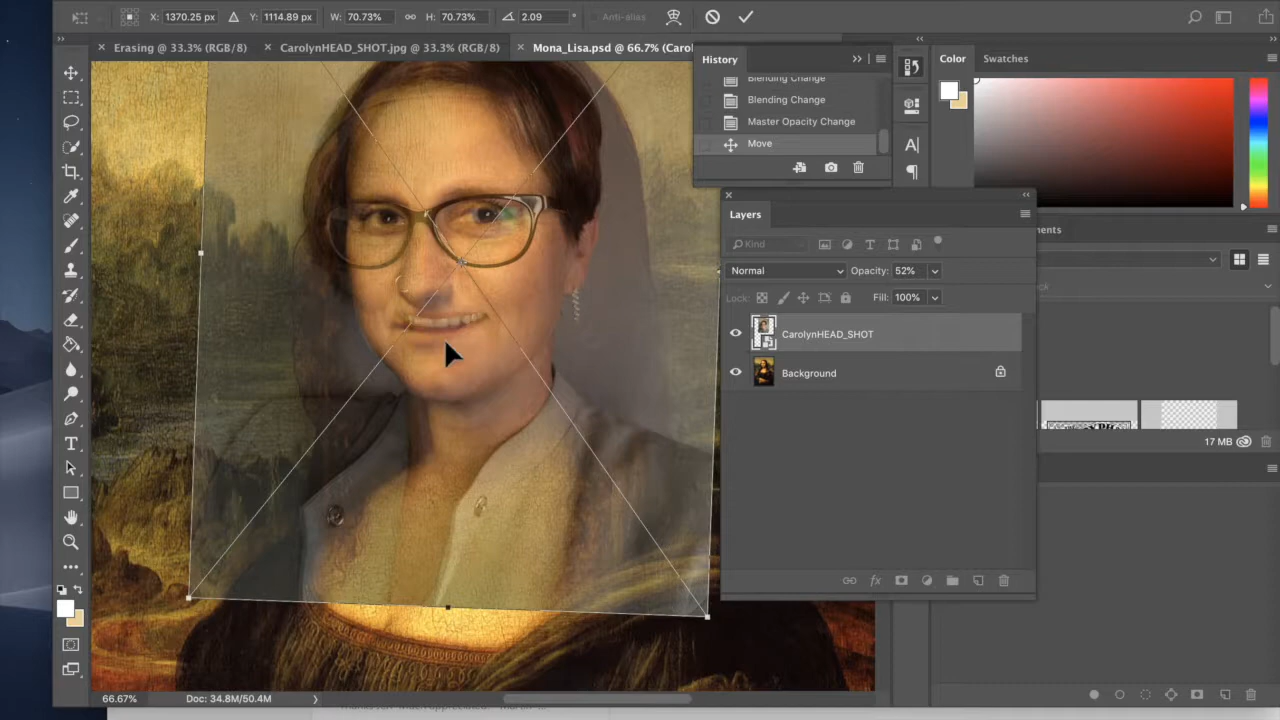 X: 1370.25 px Y: 1114.89 px W: 70.73% H: 70.73% 2.09 ° Anti-alias
Erasing @ 33.3% (RGB/8) CarolynHEAD_SHOT.jpg @ 33.3% (RGB/8) Mona_Lisa.psd @ 66.7% (Carol
History
Blending Change
Blending Change
Master Opacity Change
Move
Color Swatches
Layers
Kind
Normal Opacity: 52%
Lock: Fill: 100%
CarolynHEAD_SHOT
Background
ments
ck
17 MB
66.67% Doc: 34.8M/50.4M